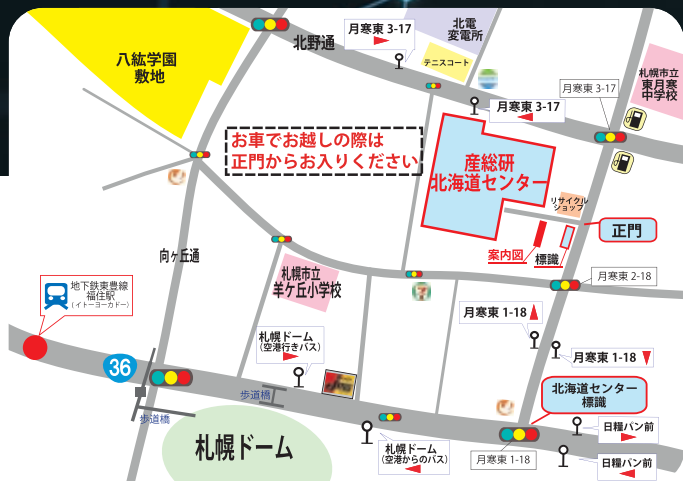 八紘学園
敷地
北野通
月寒東 3-17
北電
変電所
テニスコート
月寒東 3-17
月寒東 3-17
札幌市立
東月寒
中学校
お車でお越しの際は
正門からお入りください
産総研
北海道センター
リサイクル
ショップ
正門
案内図
標識
向ヶ丘通
札幌市立
羊ケ丘小学校
月寒東 2-18
地下鉄東豊線
福住駅
（イトーヨーカドー）
月寒東 1-18
札幌ドーム
（空港行きバス）
月寒東 1-18
36
歩道橋
北海道センター
標識
歩道橋
札幌ドーム
札幌ドーム
（空港からのバス）
月寒東 1-18
日糧パン前
日糧パン前